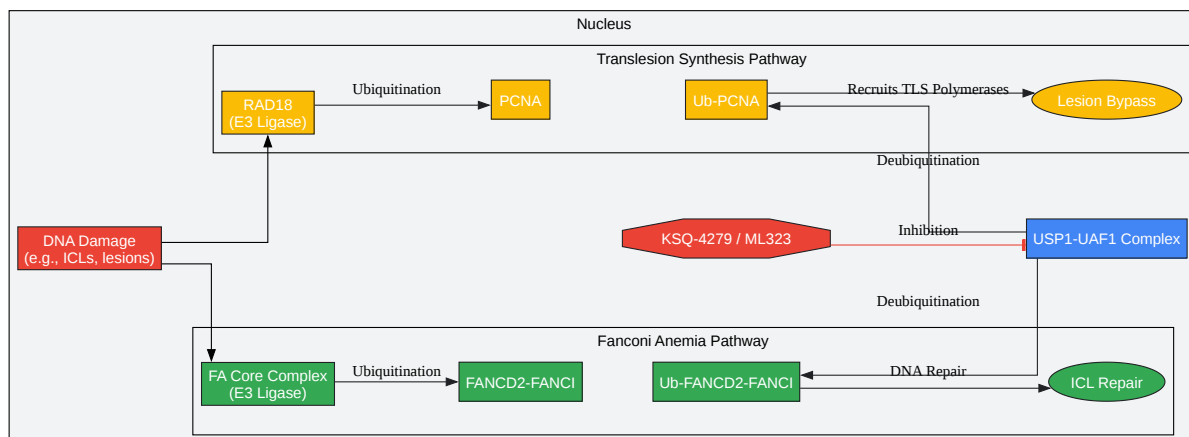 Nucleus
Translesion Synthesis Pathway
RAD18
(E3 Ligase)
Ubiquitination
PCNA
Ub-PCNA
Recruits TLS Polymerases
Lesion Bypass
Deubiquitination
DNA Damage
(e.g., ICLs, lesions)
KSQ-4279 / ML323
Inhibition
USP1-UAF1 Complex
Deubiquitination
Fanconi Anemia Pathway
FA Core Complex
(E3 Ligase)
Ubiquitination
FANCD2-FANCI
Ub-FANCD2-FANCI
DNA Repair
ICL Repair